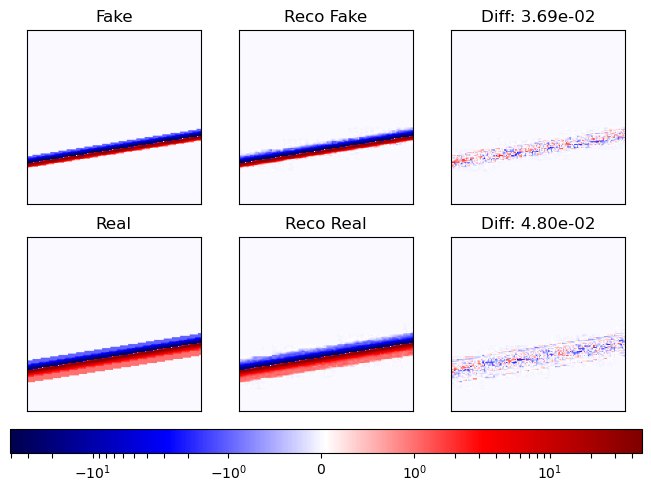 Fake Reco Fake Diff: 3.69e-02
Real Reco Real Diff: 4.80e-02
−10¹ −10⁰ 0 10⁰ 10¹